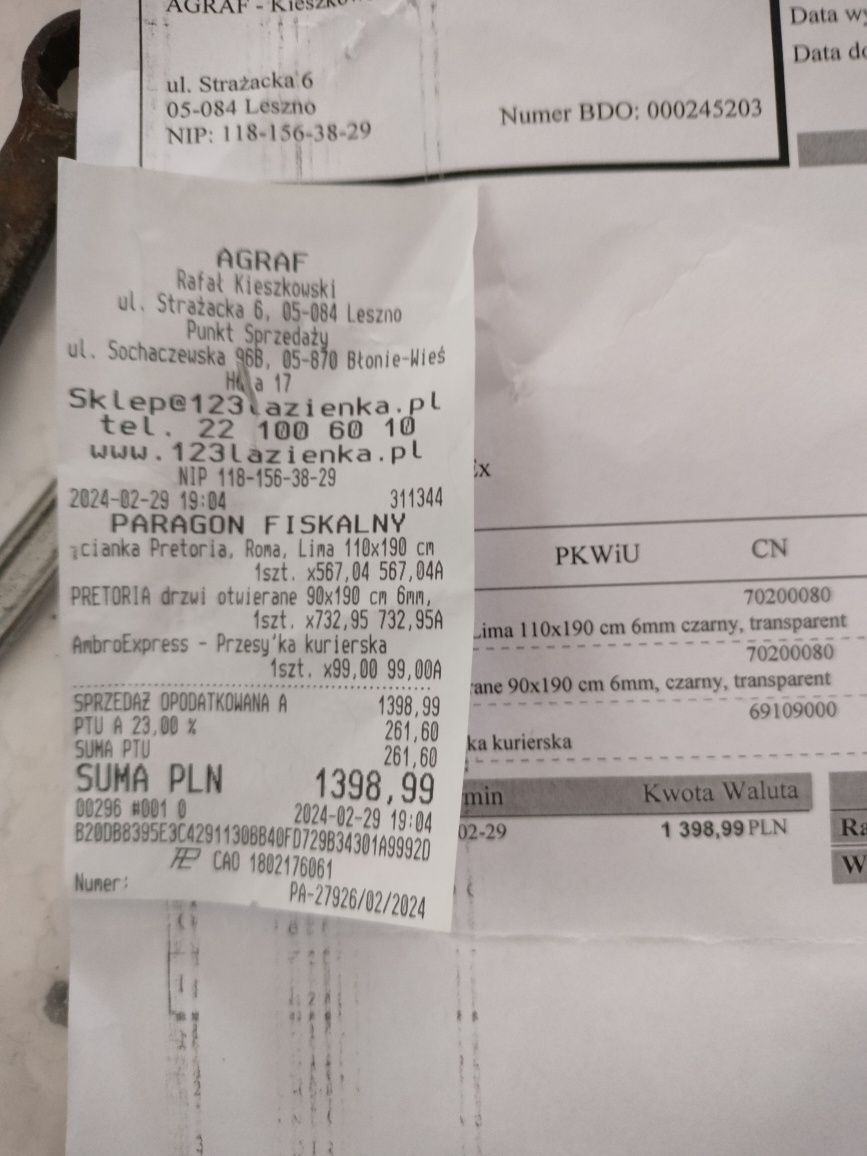 AGRAF -
ul. Strażacka 6
05-084 Leszno
NIP: 118-156-38-29
Numer BDO: 000245203
Data
Data
AGRAF
Rafał Kieszkowski
ul. Strażacka 6, 05-084 Leszno
Punkt Sprzedaży
ul. Sochaczewska 96B, 05-870 Błonie-Wieś
17
Sklep@123lazienka.pl
tel. 22 100 60 10
www.123lazienka.pl
NIP 118-156-38-29
2024-02-29 19:04 311344
PARAGON FISKALNY
cianka Pretoria, Roma, Lima 110x190 cm
1szt. x567,04 567,04A
PRETORIA drzwi otwierane 90x190 cm 6mm,
1szt. x732,95 732,95A
AmbroExpress - Przesy'ka kurierska
1szt. x99,00 99,00A
SPRZEDAŻ OPODATKOWANA A 1398,99
PTU A 23,00 % 261,60
SUMA PTU 261,60
SUMA PLN 1398,99
00296 #001 0 2024-02-29 19:04
B20DB8395E3C4291130BB40FD729B34301A9992D
CAO 1802176061
Numer: PA-27926/02/2024
Ex
PKWiU CN
70200080
Lima 110x190 cm 6mm czarny, transparent
70200080
rane 90x190 cm 6mm, czarny, transparent
69109000
ka kurierska
min Kwota Waluta
02-29 1 398,99 PLN
Ra
W